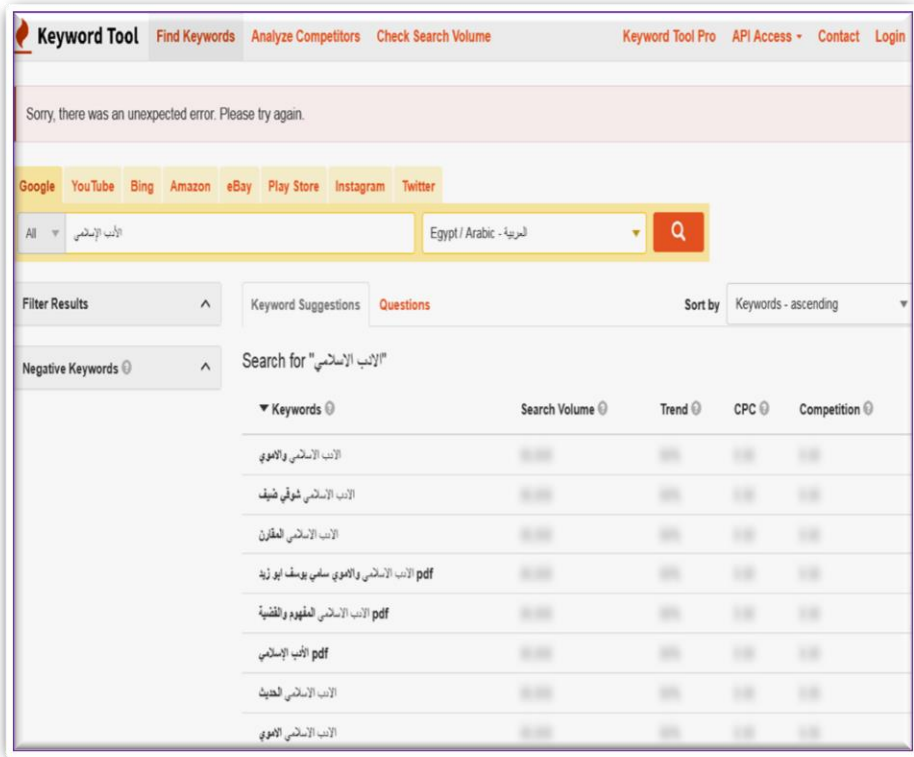 Keyword Tool Find Keywords Analyze Competitors Check Search Volume Keyword Tool Pro API Access Contact Login
Sorry, there was an unexpected error. Please try again.
Google YouTube Bing Amazon eBay Play Store Instagram Twitter
All الأدب الإسلامي Egypt / Arabic - العربية
Filter Results Keyword Suggestions Questions Sort by Keywords - ascending
Negative Keywords Search for "الادب الاسلامي"
Keywords Search Volume Trend CPC Competition
الادب الاسلامي والاموي
الادب الاسلامي شوقي ضيف
الادب الاسلامي المقارن
الادب الاسلامي والاموي سامي يوسف ابو زيد pdf
الادب الاسلامي المفهوم والقضية pdf
الأدب الإسلامي pdf
الادب الاسلامي الحديث
الادب الاسلامي الاموي